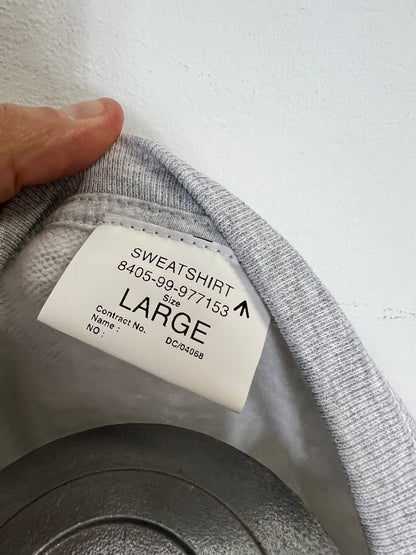 SWEATSHIRT
8405-99-977153
Size
LARGE
Contract No.
DC/04068
Name :
NO :